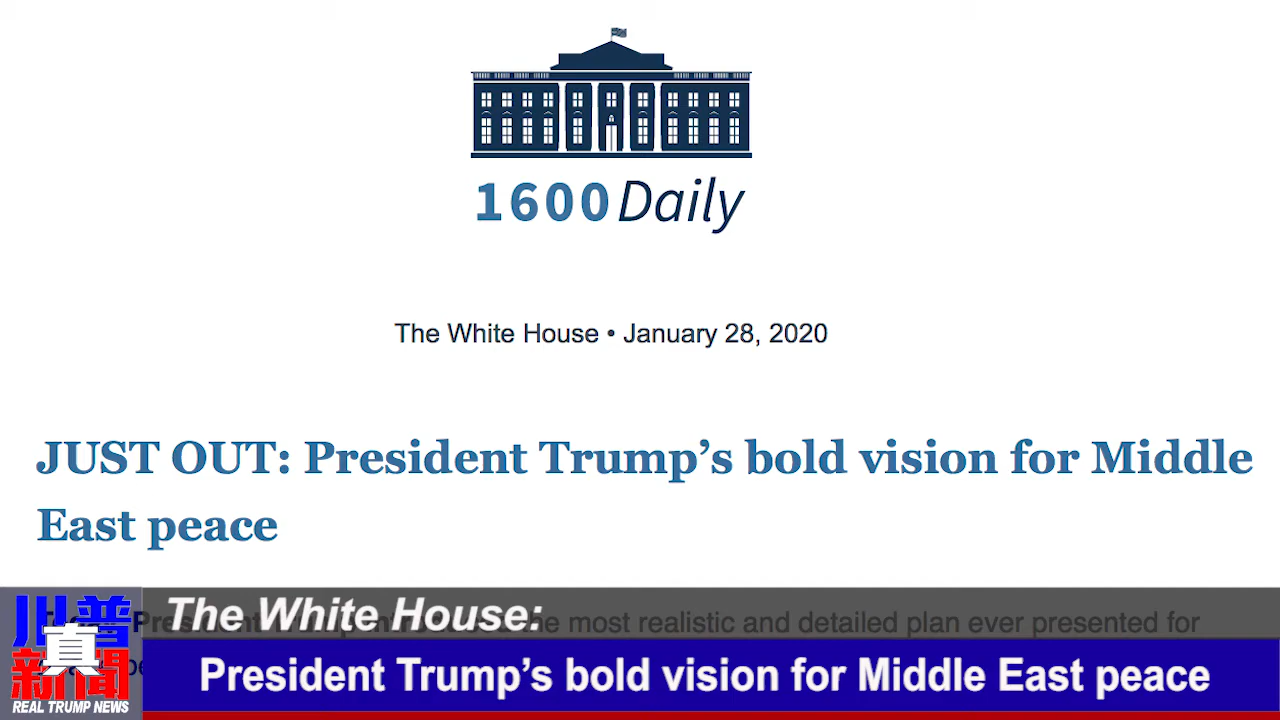 1600 Daily
The White House • January 28, 2020
JUST OUT: President Trump’s bold vision for Middle
East peace
the most realistic and detailed plan ever presented for
The White House:
President Trump’s bold vision for Middle East peace
川普
真
新聞
REAL TRUMP NEWS